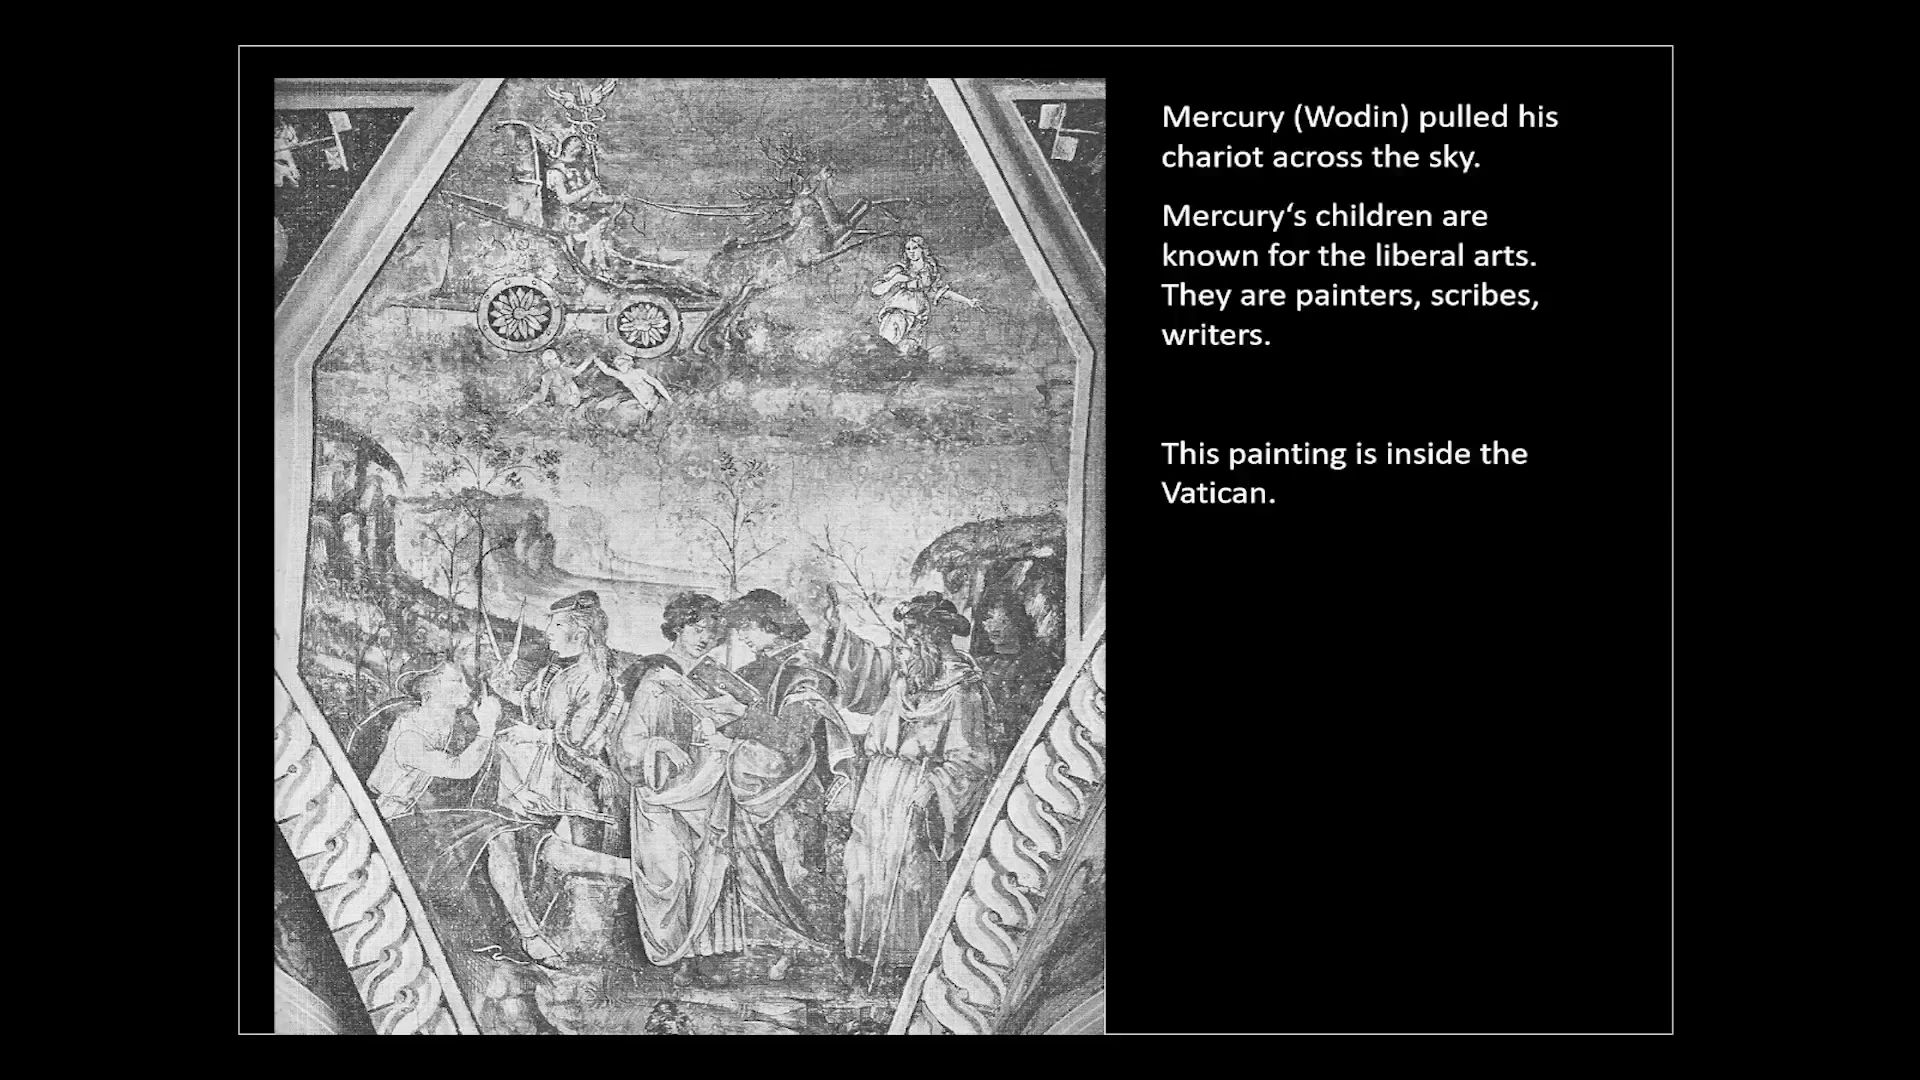 Mercury (Wodin) pulled his
chariot across the sky.
Mercury‘s children are
known for the liberal arts.
They are painters, scribes,
writers.
This painting is inside the
Vatican.